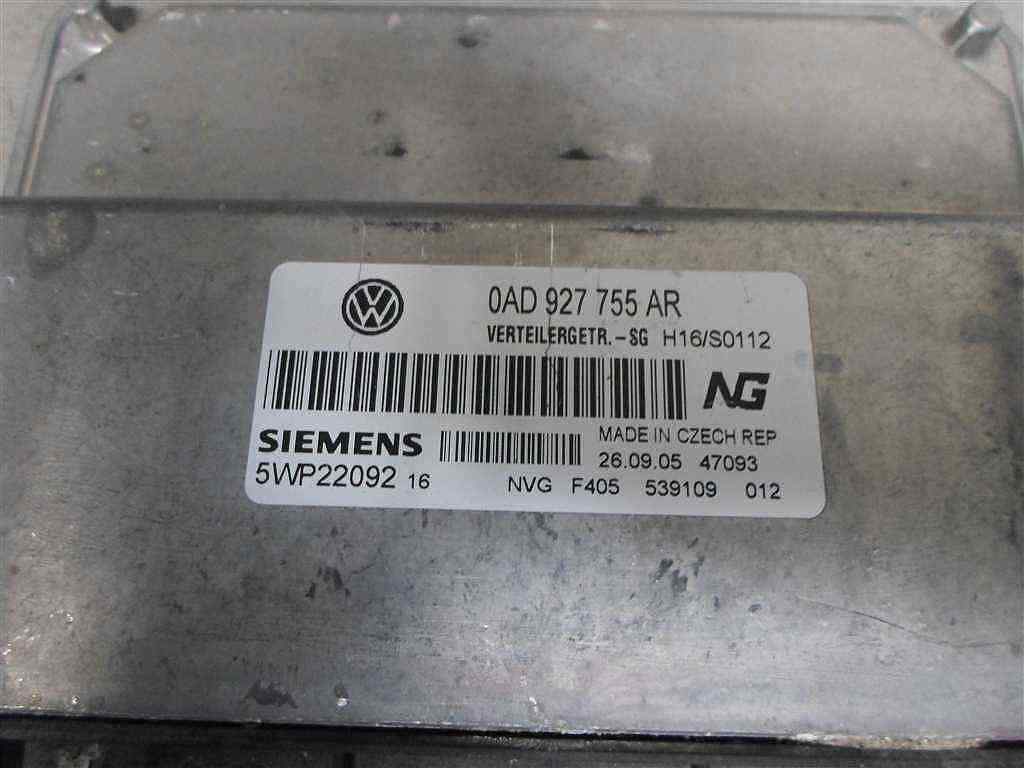 0AD 927 755 AR
VERTEILERGETR.-SG H16/S0112
NG
SIEMENS
MADE IN CZECH REP
5WP22092 16
26.09.05 47093
NVG F405 539109 012